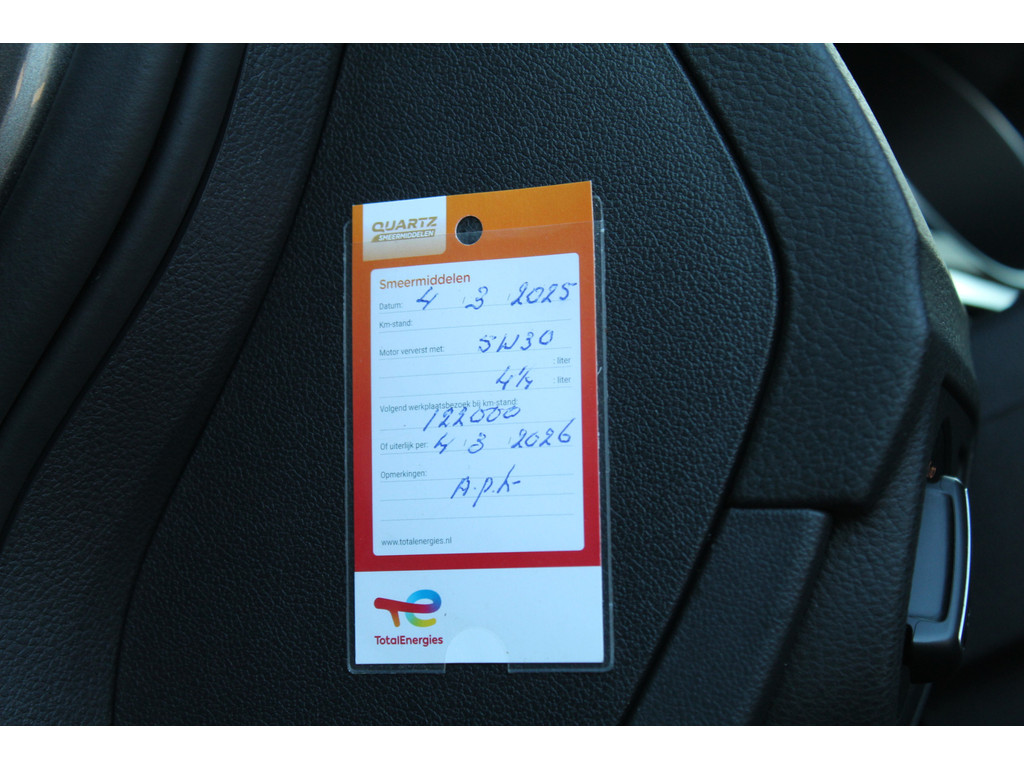 QUARTZ
SMEERMIDDELEN
Smeermiddelen
Datum: 4 3 2025
Km-stand:
Motor ververst met: 5W30
: liter
4¼ : liter
Volgend werkplaatsbezoek bij km-stand:
122000
Of uiterlijk per: 4 3 2026
Opmerkingen:
A.p.k
www.totalenergies.nl
TotalEnergies